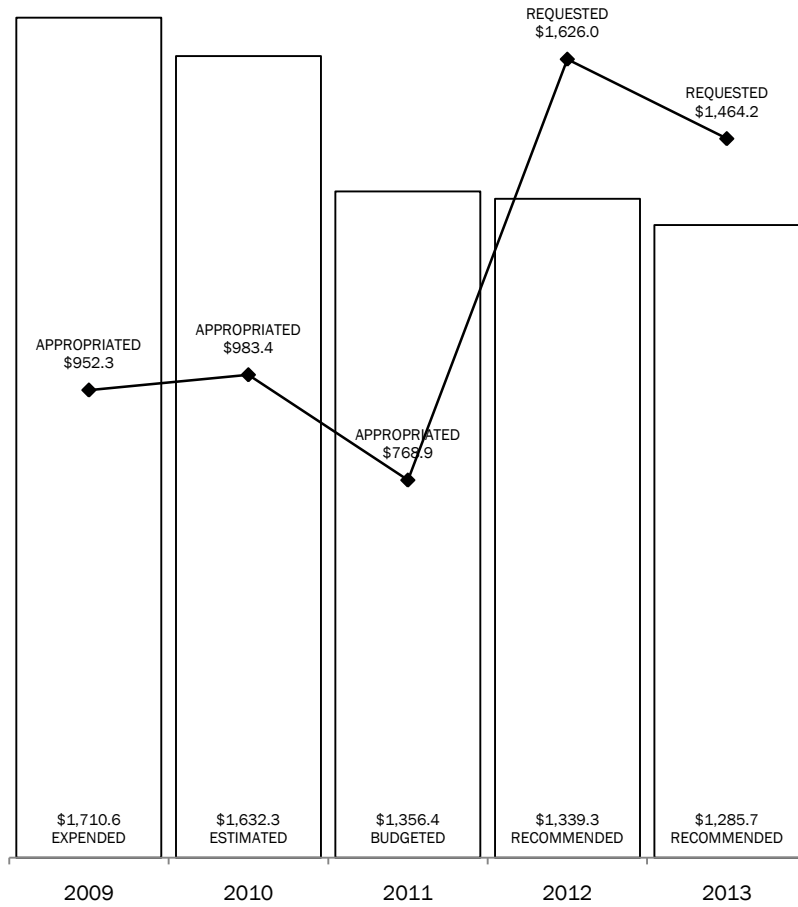 REQUESTED
$1,626.0
REQUESTED
$1,464.2
APPROPRIATED
$952.3
APPROPRIATED
$983.4
APPROPRIATED
$768.9
$1,710.6
EXPENDED
$1,632.3
ESTIMATED
$1,356.4
BUDGETED
$1,339.3
RECOMMENDED
$1,285.7
RECOMMENDED
2009
2010
2011
2012
2013